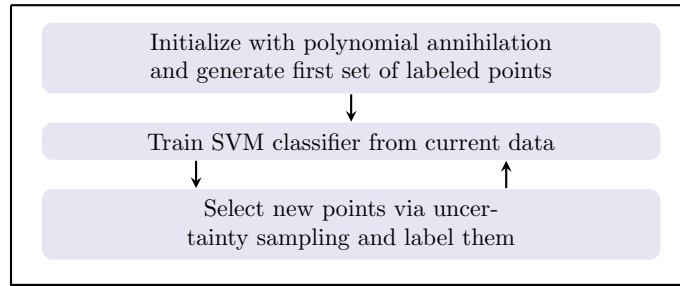 Initialize with polynomial annihilation
and generate first set of labeled points
Train SVM classifier from current data
Select new points via uncer-
tainty sampling and label them